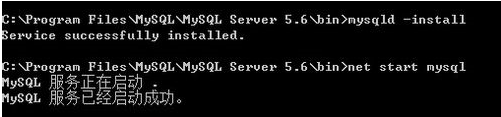 C:\Program Files\MySQL\MySQL Server 5.6\bin>mysqld -install
Service successfully installed.
C:\Program Files\MySQL\MySQL Server 5.6\bin>net start mysql
MySQL 服务正在启动 .
MySQL 服务已经启动成功。